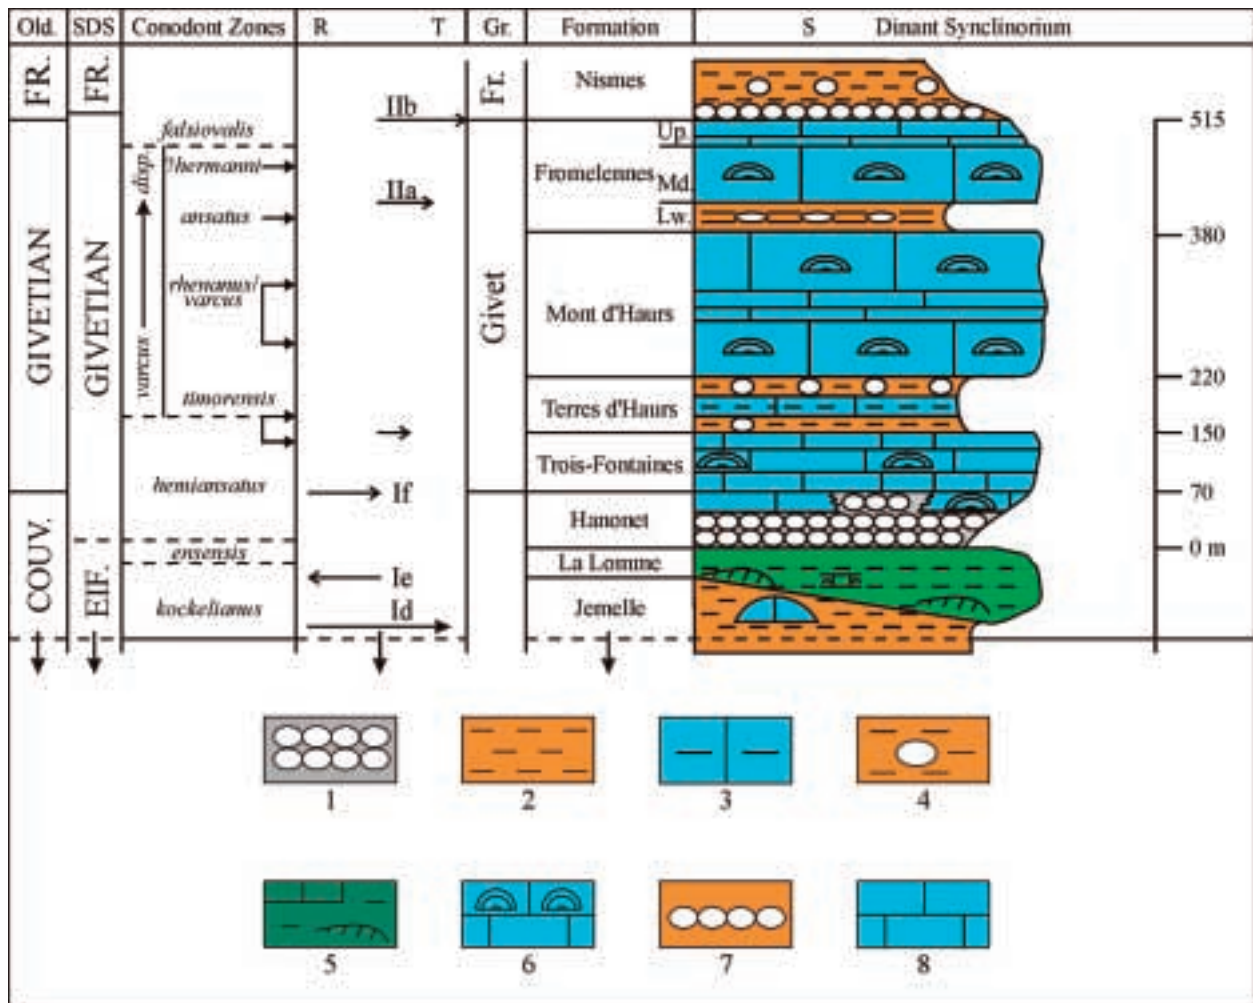 Old. SDS Conodont Zones R T Gr. Formation S Dinant Synclinorium
FR. FR. Fr. Nismes
IIb 515
falsiovalis Up.
disp. ?hermanni Fromelennes
IIa Md.
ansatus Lw.
380
GIVETIAN GIVETIAN rhenanus/ varcus Givet Mont d'Haurs
varcus 220
timorensis Terres d'Haurs
150
Trois-Fontaines
hemiansatus If 70
Hanonet
ensensis 0 m
COUV. EIF. Ie La Lomme
kockelianus Id Jemelle
1 2 3 4
5 6 7 8